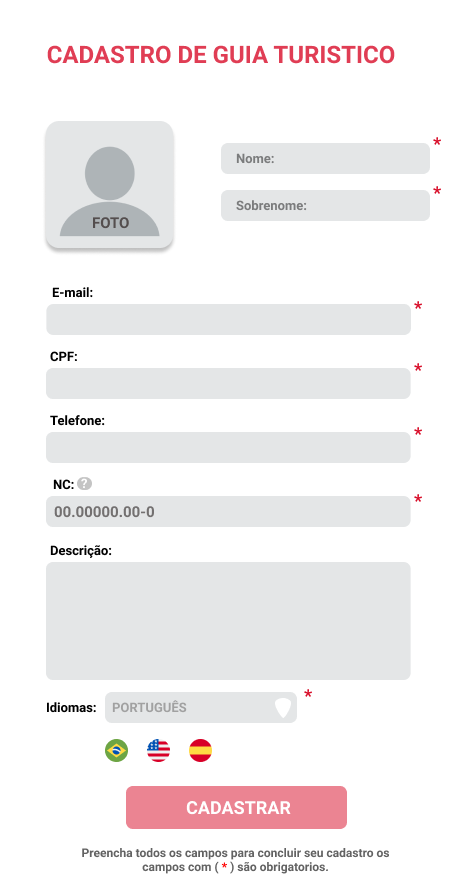 CADASTRO DE GUIA TURISTICO
FOTO
Nome: *
Sobrenome: *
E-mail:
*
CPF:
*
Telefone:
*
NC: ?
00.00000.00-0 *
Descrição:
Idiomas: PORTUGUÊS *
CADASTRAR
Preencha todos os campos para concluir seu cadastro os
campos com ( * ) são obrigatorios.